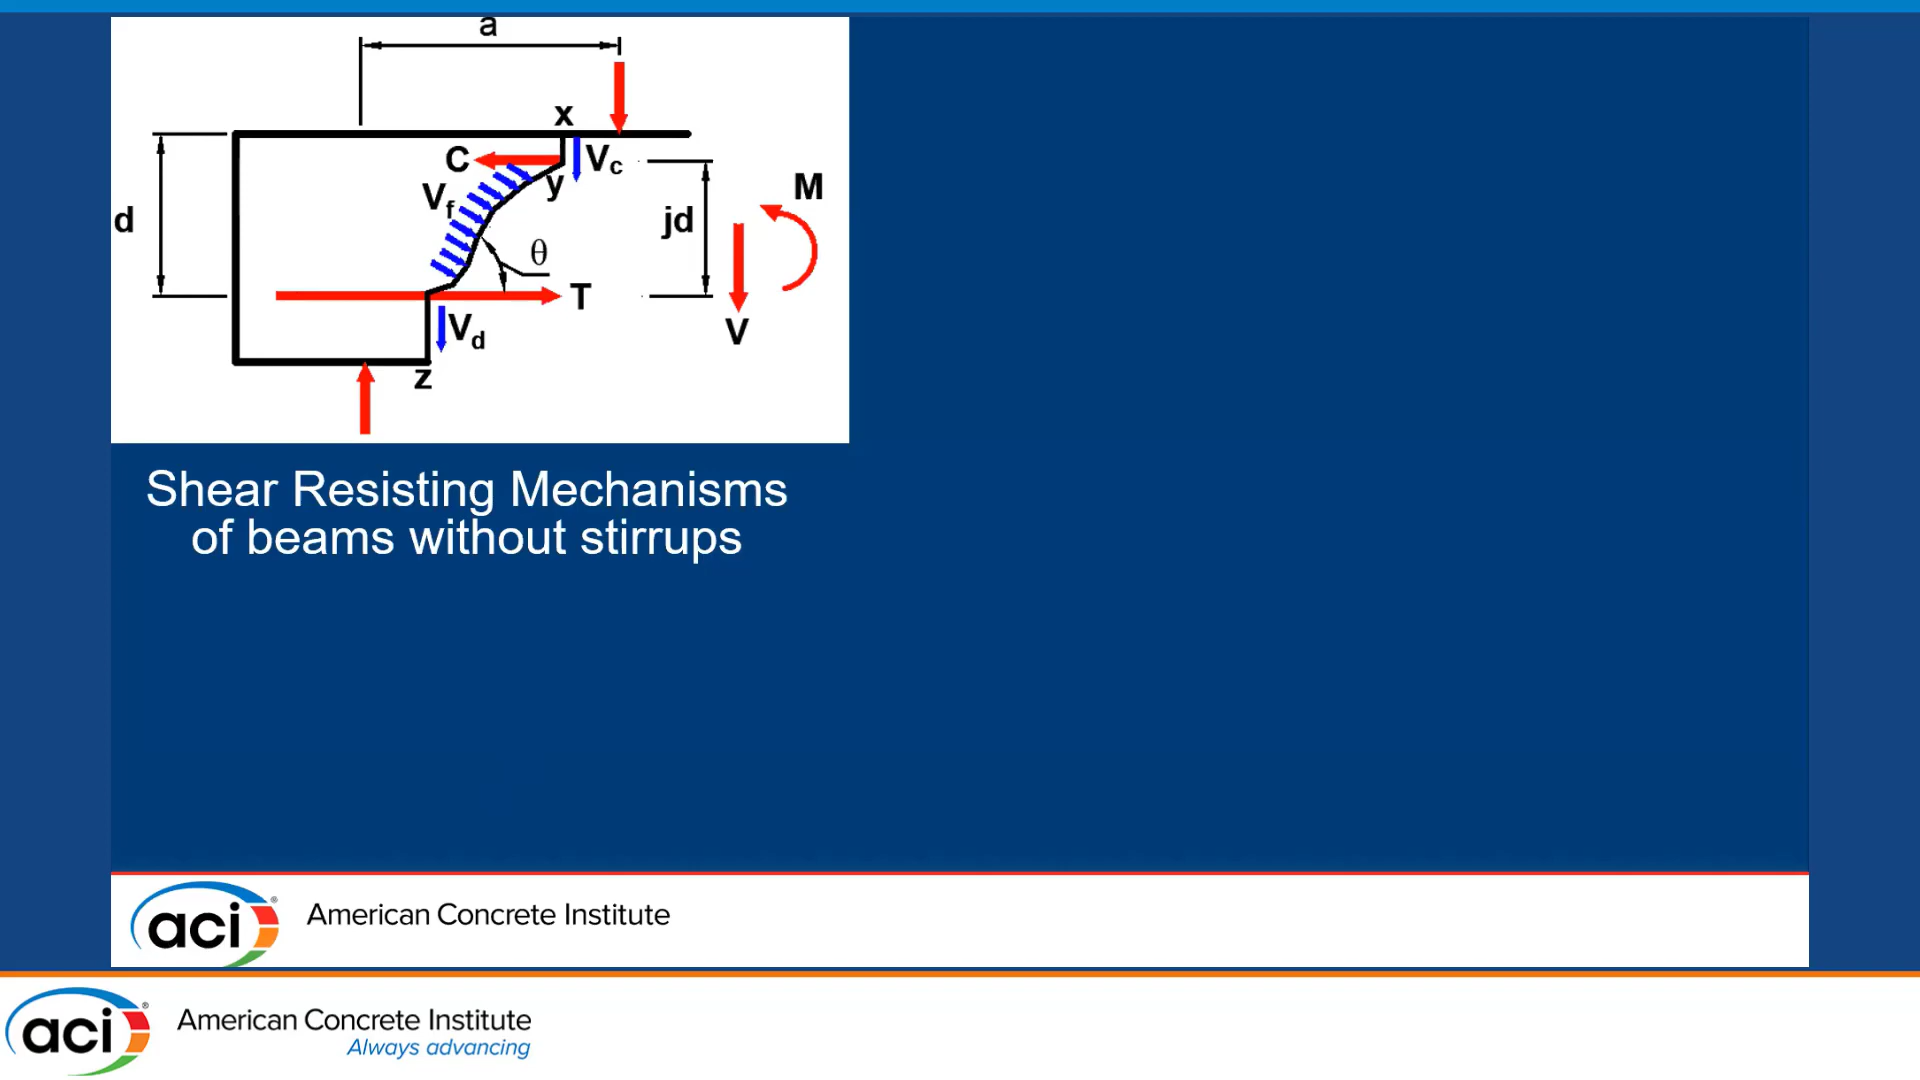 a
x
C
Vc
y
M
Vf
d
jd
θ
T
Vd
V
z
Shear Resisting Mechanisms
of beams without stirrups
aci®
American Concrete Institute
aci®
American Concrete Institute
Always advancing